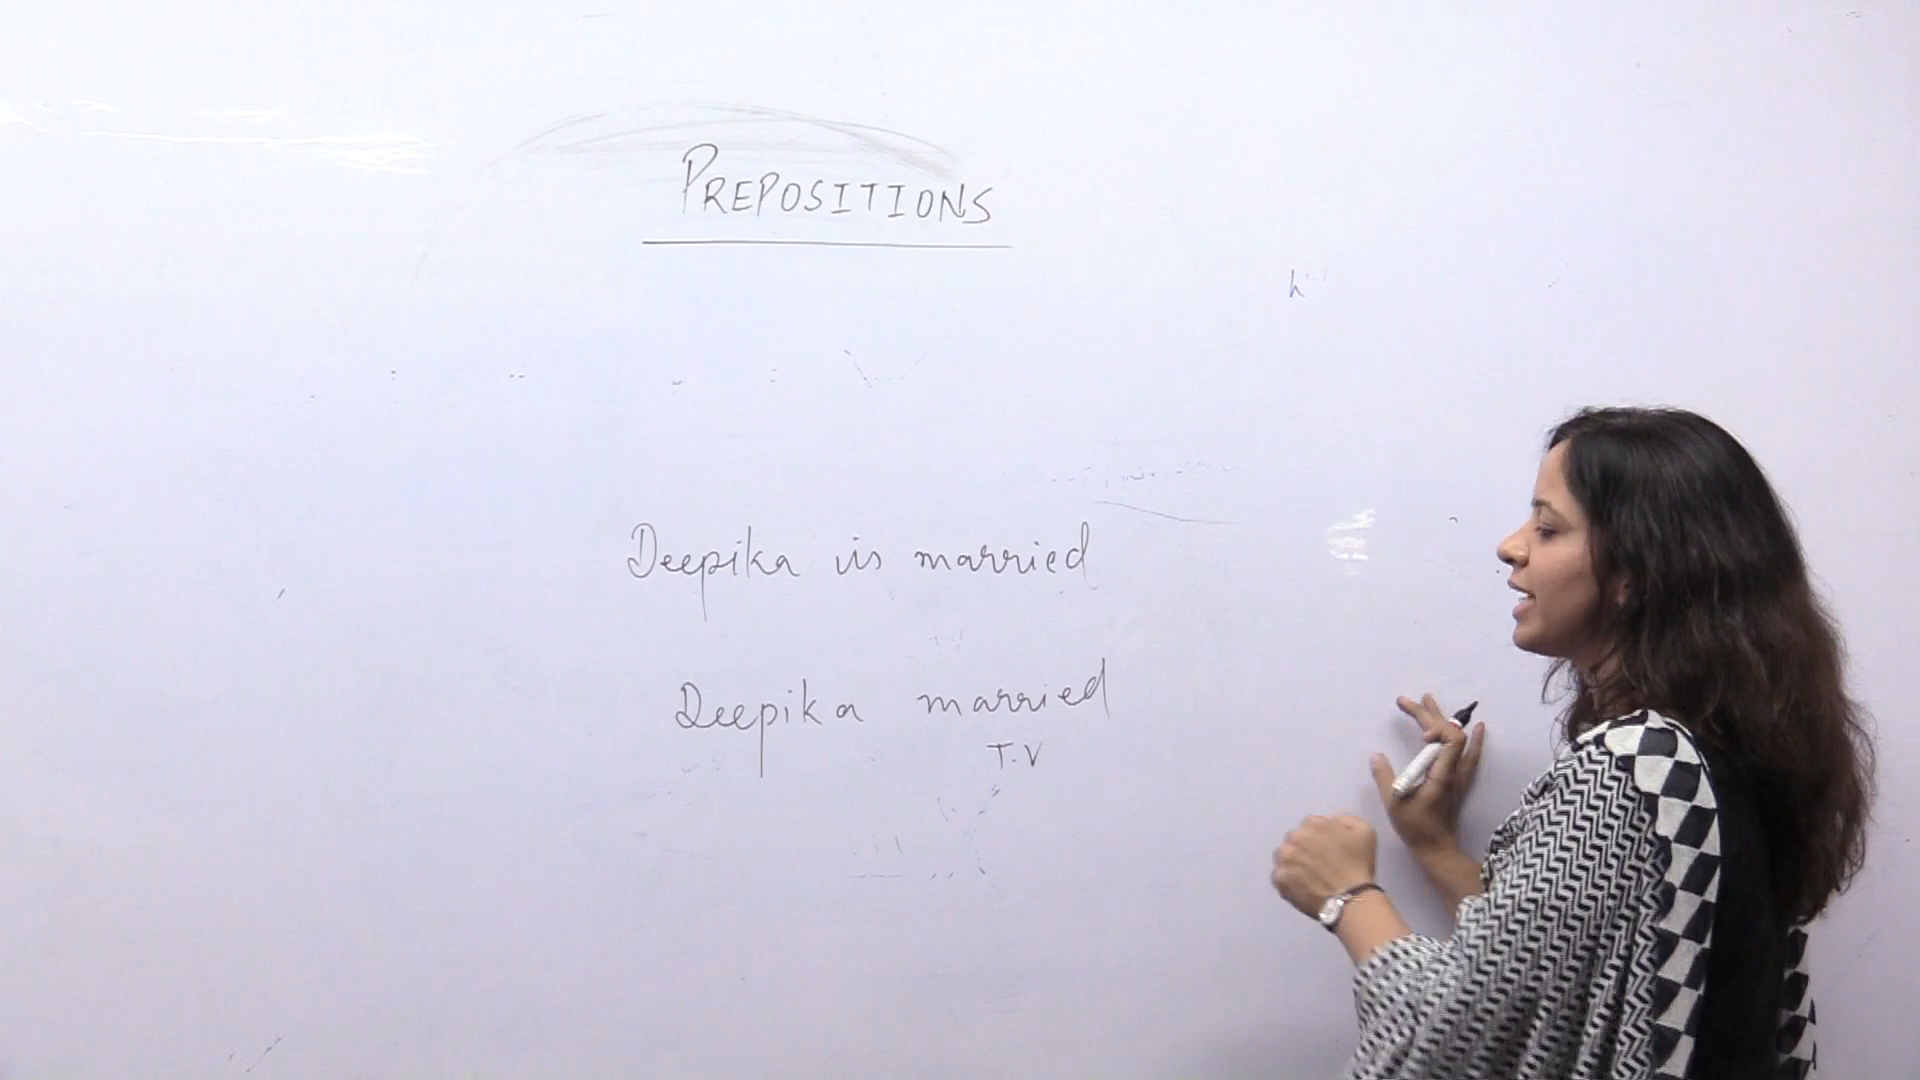 PREPOSITIONS
h
Deepika is married
Deepika married
T.V